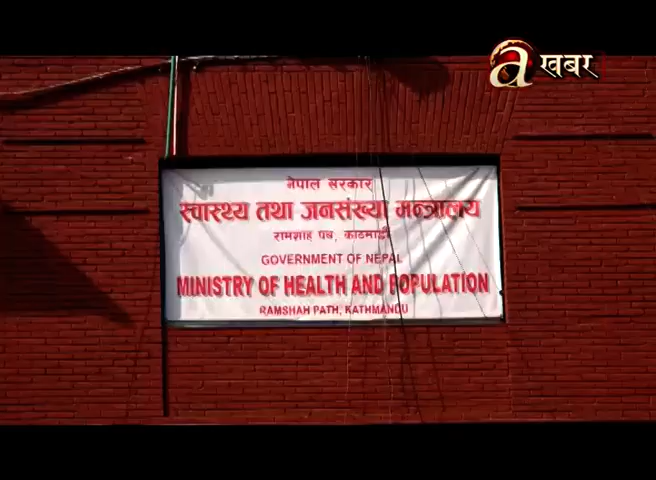 a खबर
नेपाल सरकार
स्वास्थ्य तथा जनसंख्या मन्त्रालय
रामशाह पथ, काठमाडौं
GOVERNMENT OF NEPAL
MINISTRY OF HEALTH AND POPULATION
RAMSHAH PATH, KATHMANDU